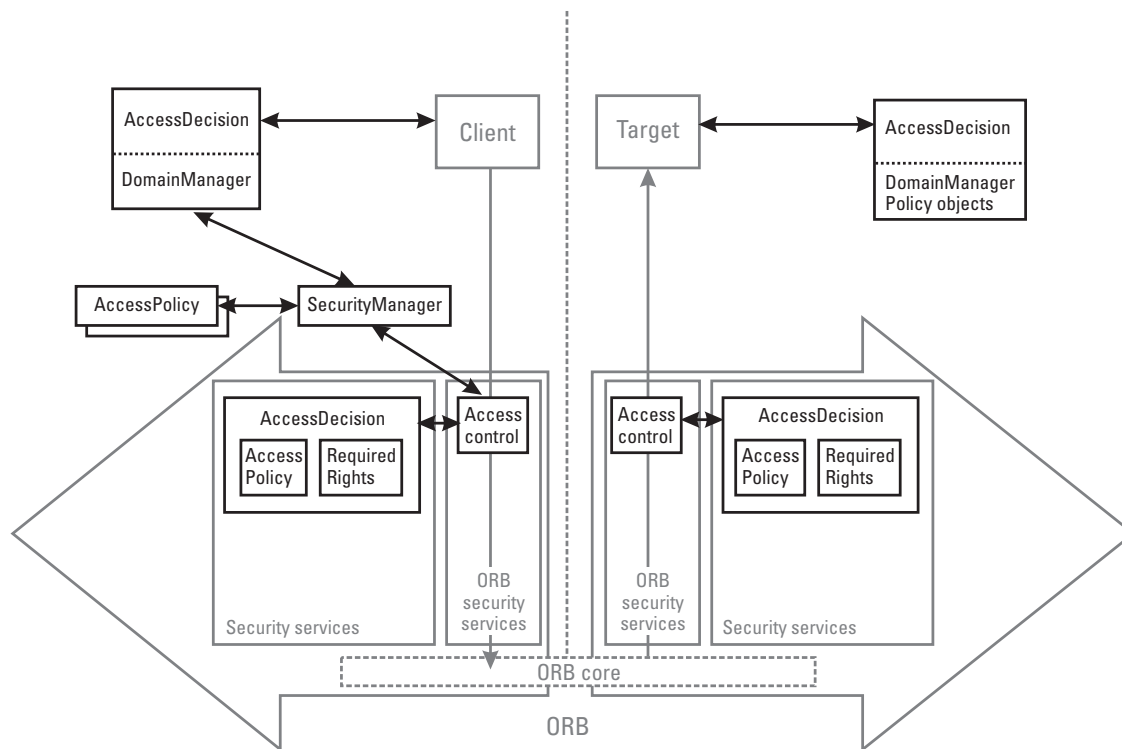 AccessDecision
DomainManager
Client
Target
AccessDecision
DomainManager
Policy objects
AccessPolicy
SecurityManager
AccessDecision
Access
Policy
Required
Rights
Access
control
Access
control
AccessDecision
Access
Policy
Required
Rights
ORB
security
services
Security services
ORB
security
services
Security services
ORB core
ORB